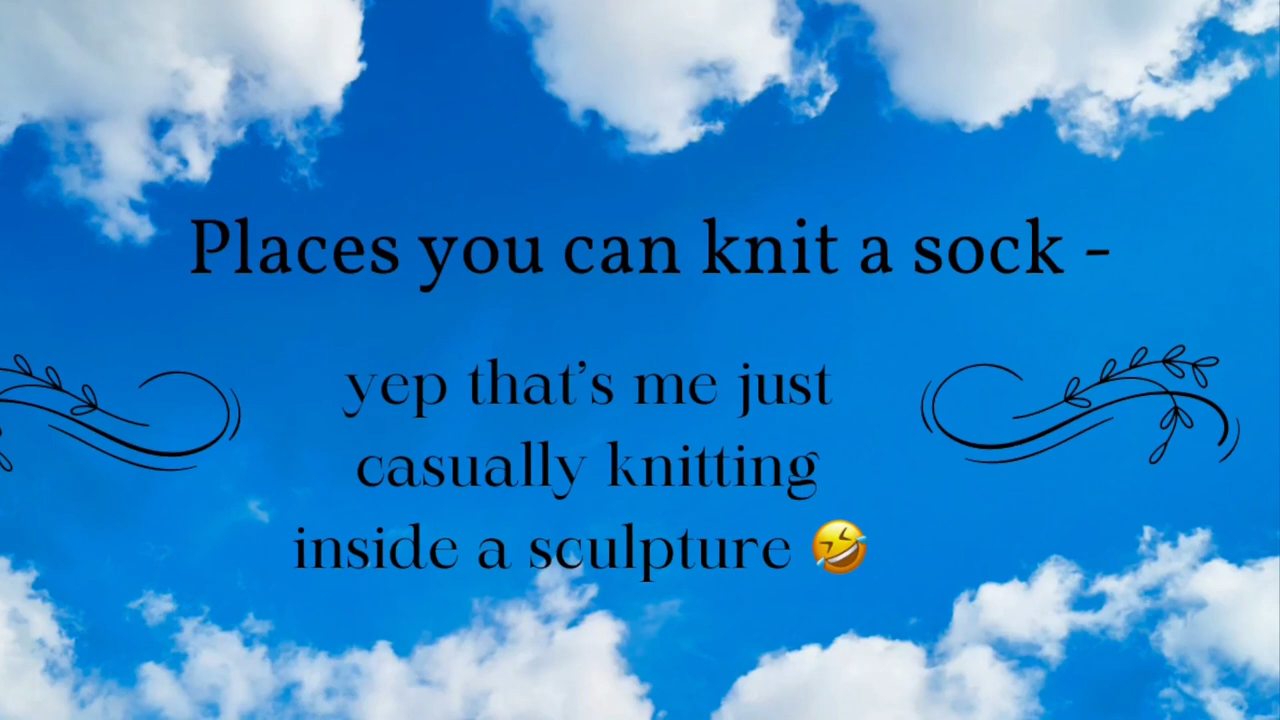 Places you can knit a sock -
yep that's me just
casually knitting
inside a sculpture 🤣